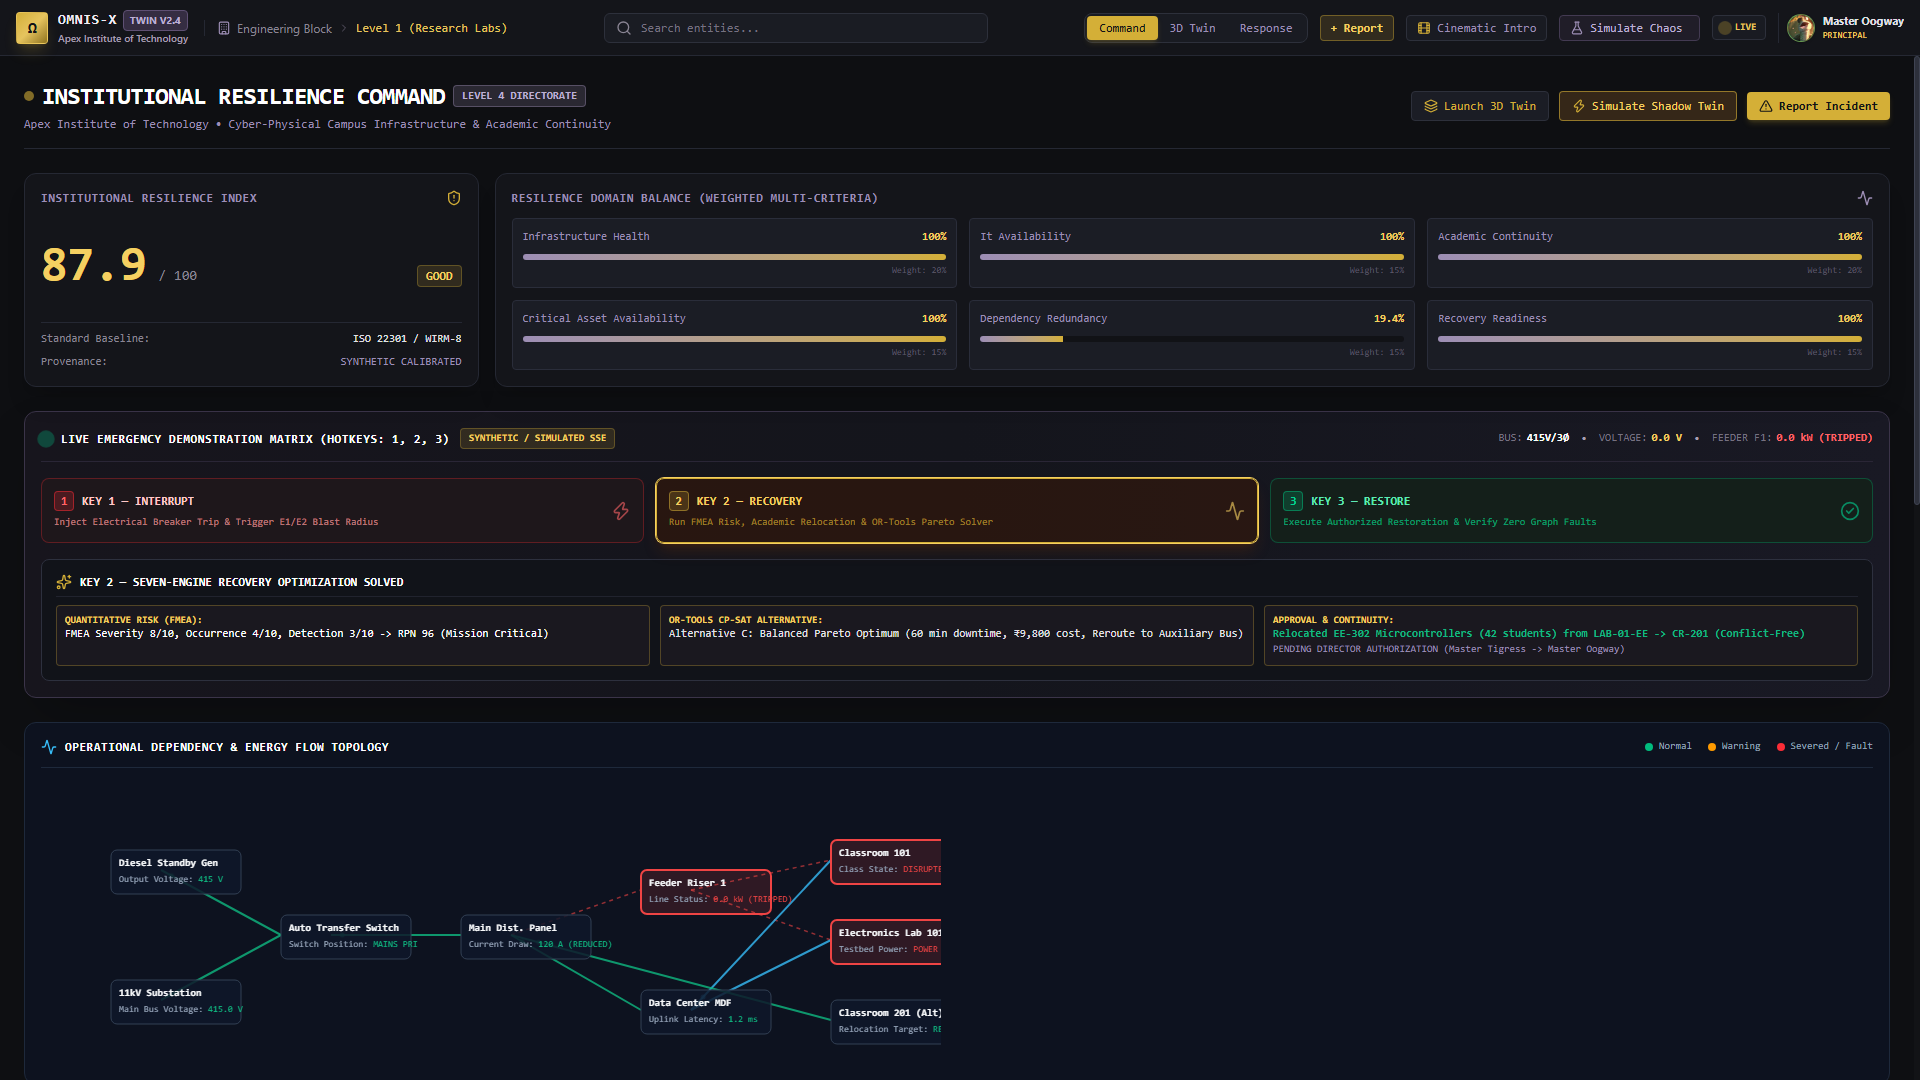 Ω
OMNIS-X
TWIN V2.4
Apex Institute of Technology
Engineering Block
Level 1 (Research Labs)
Search entities...
Command
3D Twin
Response
+ Report
Cinematic Intro
Simulate Chaos
LIVE
Master Oogway
PRINCIPAL
INSTITUTIONAL RESILIENCE COMMAND
LEVEL 4 DIRECTORATE
Apex Institute of Technology • Cyber-Physical Campus Infrastructure & Academic Continuity
Launch 3D Twin
Simulate Shadow Twin
Report Incident
INSTITUTIONAL RESILIENCE INDEX
87.9 / 100
GOOD
Standard Baseline: ISO 22301 / WIRM-8
Provenance: SYNTHETIC CALIBRATED
RESILIENCE DOMAIN BALANCE (WEIGHTED MULTI-CRITERIA)
Infrastructure Health 100%
Weight: 20%
It Availability 100%
Weight: 15%
Academic Continuity 100%
Weight: 20%
Critical Asset Availability 100%
Weight: 15%
Dependency Redundancy 19.4%
Weight: 15%
Recovery Readiness 100%
Weight: 15%
LIVE EMERGENCY DEMONSTRATION MATRIX (HOTKEYS: 1, 2, 3)
SYNTHETIC / SIMULATED SSE
BUS: 415V/3Ø • VOLTAGE: 0.0 V • FEEDER F1: 0.0 kW (TRIPPED)
1 KEY 1 — INTERRUPT
Inject Electrical Breaker Trip & Trigger E1/E2 Blast Radius
2 KEY 2 — RECOVERY
Run FMEA Risk, Academic Relocation & OR-Tools Pareto Solver
3 KEY 3 — RESTORE
Execute Authorized Restoration & Verify Zero Graph Faults
KEY 2 — SEVEN-ENGINE RECOVERY OPTIMIZATION SOLVED
QUANTITATIVE RISK (FMEA):
FMEA Severity 8/10, Occurrence 4/10, Detection 3/10 -> RPN 96 (Mission Critical)
OR-TOOLS CP-SAT ALTERNATIVE:
Alternative C: Balanced Pareto Optimum (60 min downtime, ₹9,800 cost, Reroute to Auxiliary Bus)
APPROVAL & CONTINUITY:
Relocated EE-302 Microcontrollers (42 students) from LAB-01-EE -> CR-201 (Conflict-Free)
PENDING DIRECTOR AUTHORIZATION (Master Tigress -> Master Oogway)
OPERATIONAL DEPENDENCY & ENERGY FLOW TOPOLOGY
Normal
Warning
Severed / Fault
Diesel Standby Gen
Output Voltage: 415 V
11kV Substation
Main Bus Voltage: 415.0 V
Auto Transfer Switch
Switch Position: MAINS PRI
Main Dist. Panel
Current Draw: 120 A (REDUCED)
Feeder Riser 1
Line Status: 0.0 kW (TRIPPED)
Data Center MDF
Uplink Latency: 1.2 ms
Classroom 101
Class State: DISRUPTE
Electronics Lab 101
Testbed Power: POWER
Classroom 201 (Alt)
Relocation Target: RE